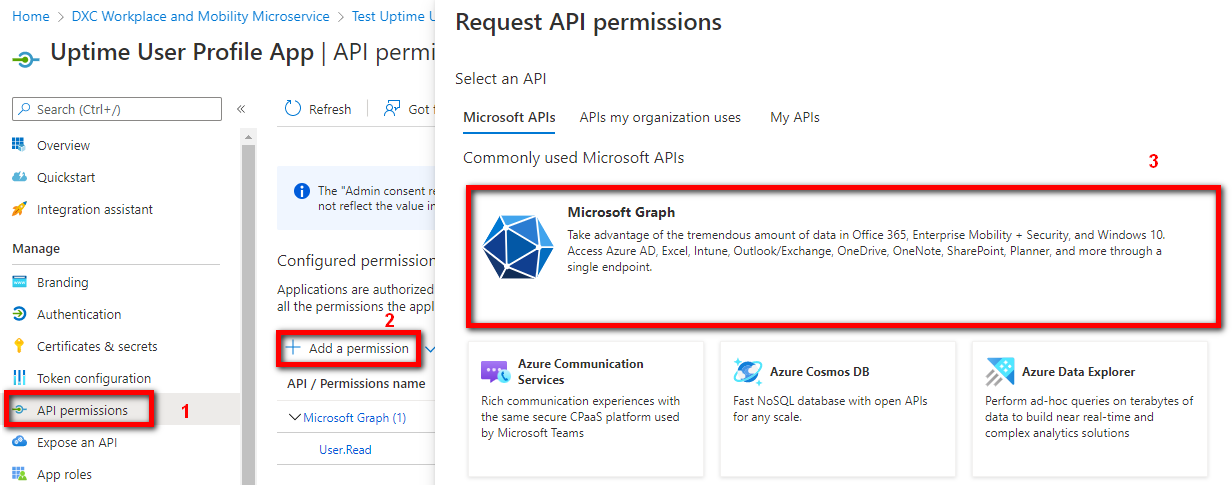 Home > DXC Workplace and Mobility Microservice > Test Uptime U
Uptime User Profile App | API permi
Search (Ctrl+/)
«
Overview
Quickstart
Integration assistant
Manage
Branding
Authentication
Certificates & secrets
Token configuration
API permissions
1
Expose an API
App roles
Refresh
Got f
The "Admin consent re
not reflect the value in
Configured permission
Applications are authorized
all the permissions the appl
2
Add a permission
API / Permissions name
Microsoft Graph (1)
User.Read
Request API permissions
Select an API
Microsoft APIs
APIs my organization uses
My APIs
Commonly used Microsoft APIs
3
Microsoft Graph
Take advantage of the tremendous amount of data in Office 365, Enterprise Mobility + Security, and Windows 10.
Access Azure AD, Excel, Intune, Outlook/Exchange, OneDrive, OneNote, SharePoint, Planner, and more through a
single endpoint.
Azure Communication
Services
Rich communication experiences with
the same secure CPaaS platform used
by Microsoft Teams
Azure Cosmos DB
Fast NoSQL database with open APIs
for any scale.
Azure Data Explorer
Perform ad-hoc queries on terabytes of
data to build near real-time and
complex analytics solutions